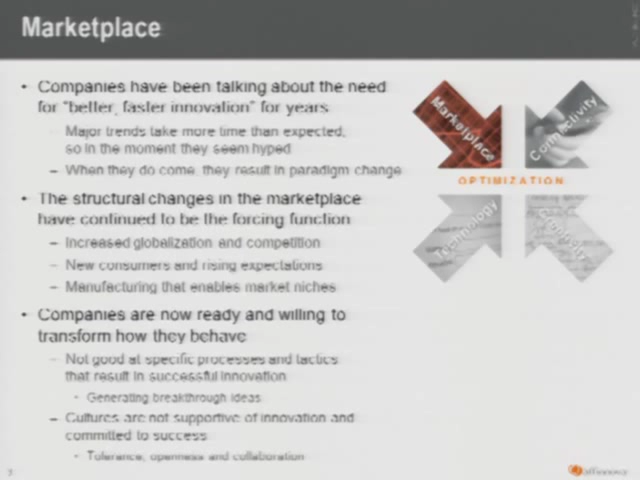 Marketplace
• Companies have been talking about the need
for "better, faster innovation" for years
– Major trends take more time than expected,
so in the moment they seem hyped
– When they do come, they result in paradigm change
• The structural changes in the marketplace
have continued to be the forcing function
– Increased globalization and competition
– New consumers and rising expectations
– Manufacturing that enables market niches
• Companies are now ready and willing to
transform how they behave
– Not good at specific processes and tactics
that result in successful innovation
• Generating breakthrough ideas
– Cultures are not supportive of innovation and
committed to success
• Tolerance, openness and collaboration
Marketplace
Connectivity
OPTIMIZATION
Technology